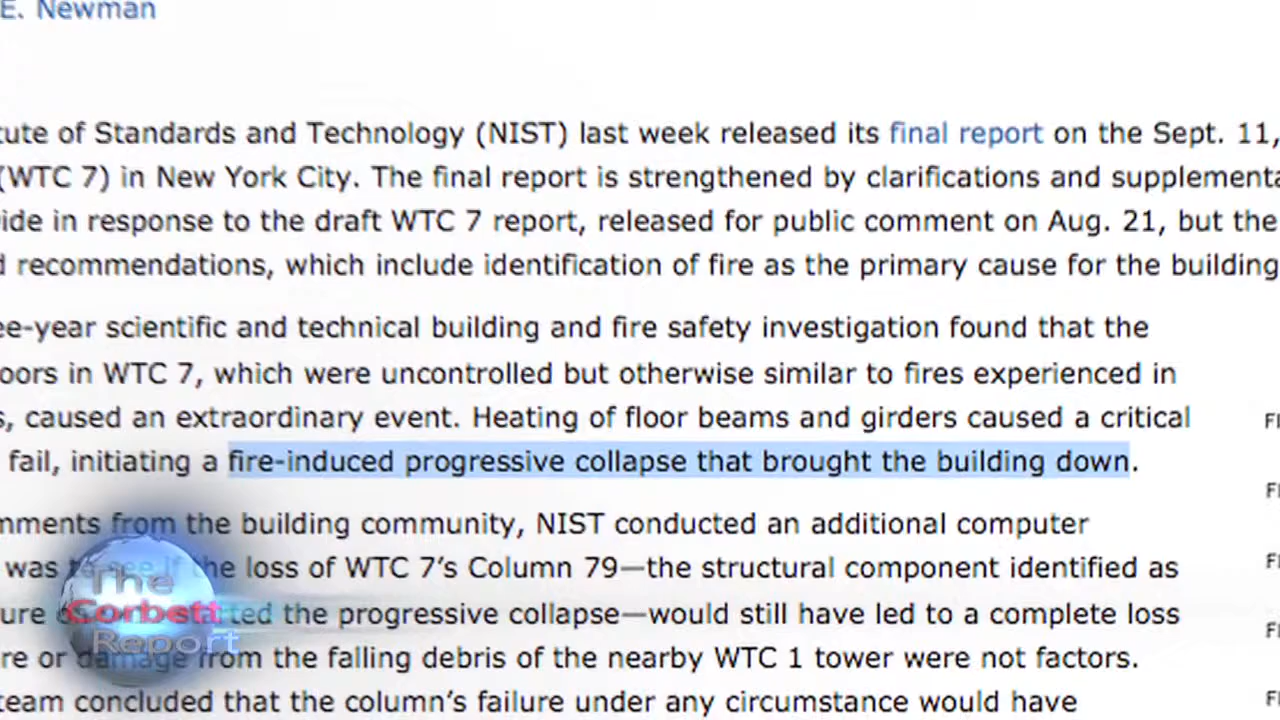 E. Newman
tute of Standards and Technology (NIST) last week released its final report on the Sept. 11,
(WTC 7) in New York City. The final report is strengthened by clarifications and supplementa
ide in response to the draft WTC 7 report, released for public comment on Aug. 21, but the
d recommendations, which include identification of fire as the primary cause for the building
ee-year scientific and technical building and fire safety investigation found that the
oors in WTC 7, which were uncontrolled but otherwise similar to fires experienced in
s, caused an extraordinary event. Heating of floor beams and girders caused a critical
fail, initiating a fire-induced progressive collapse that brought the building down.
mments from the building community, NIST conducted an additional computer
was to see if the loss of WTC 7's Column 79—the structural component identified as
ure ted the progressive collapse—would still have led to a complete loss
re or damage from the falling debris of the nearby WTC 1 tower were not factors.
team concluded that the column's failure under any circumstance would have
The
Corbett
Report